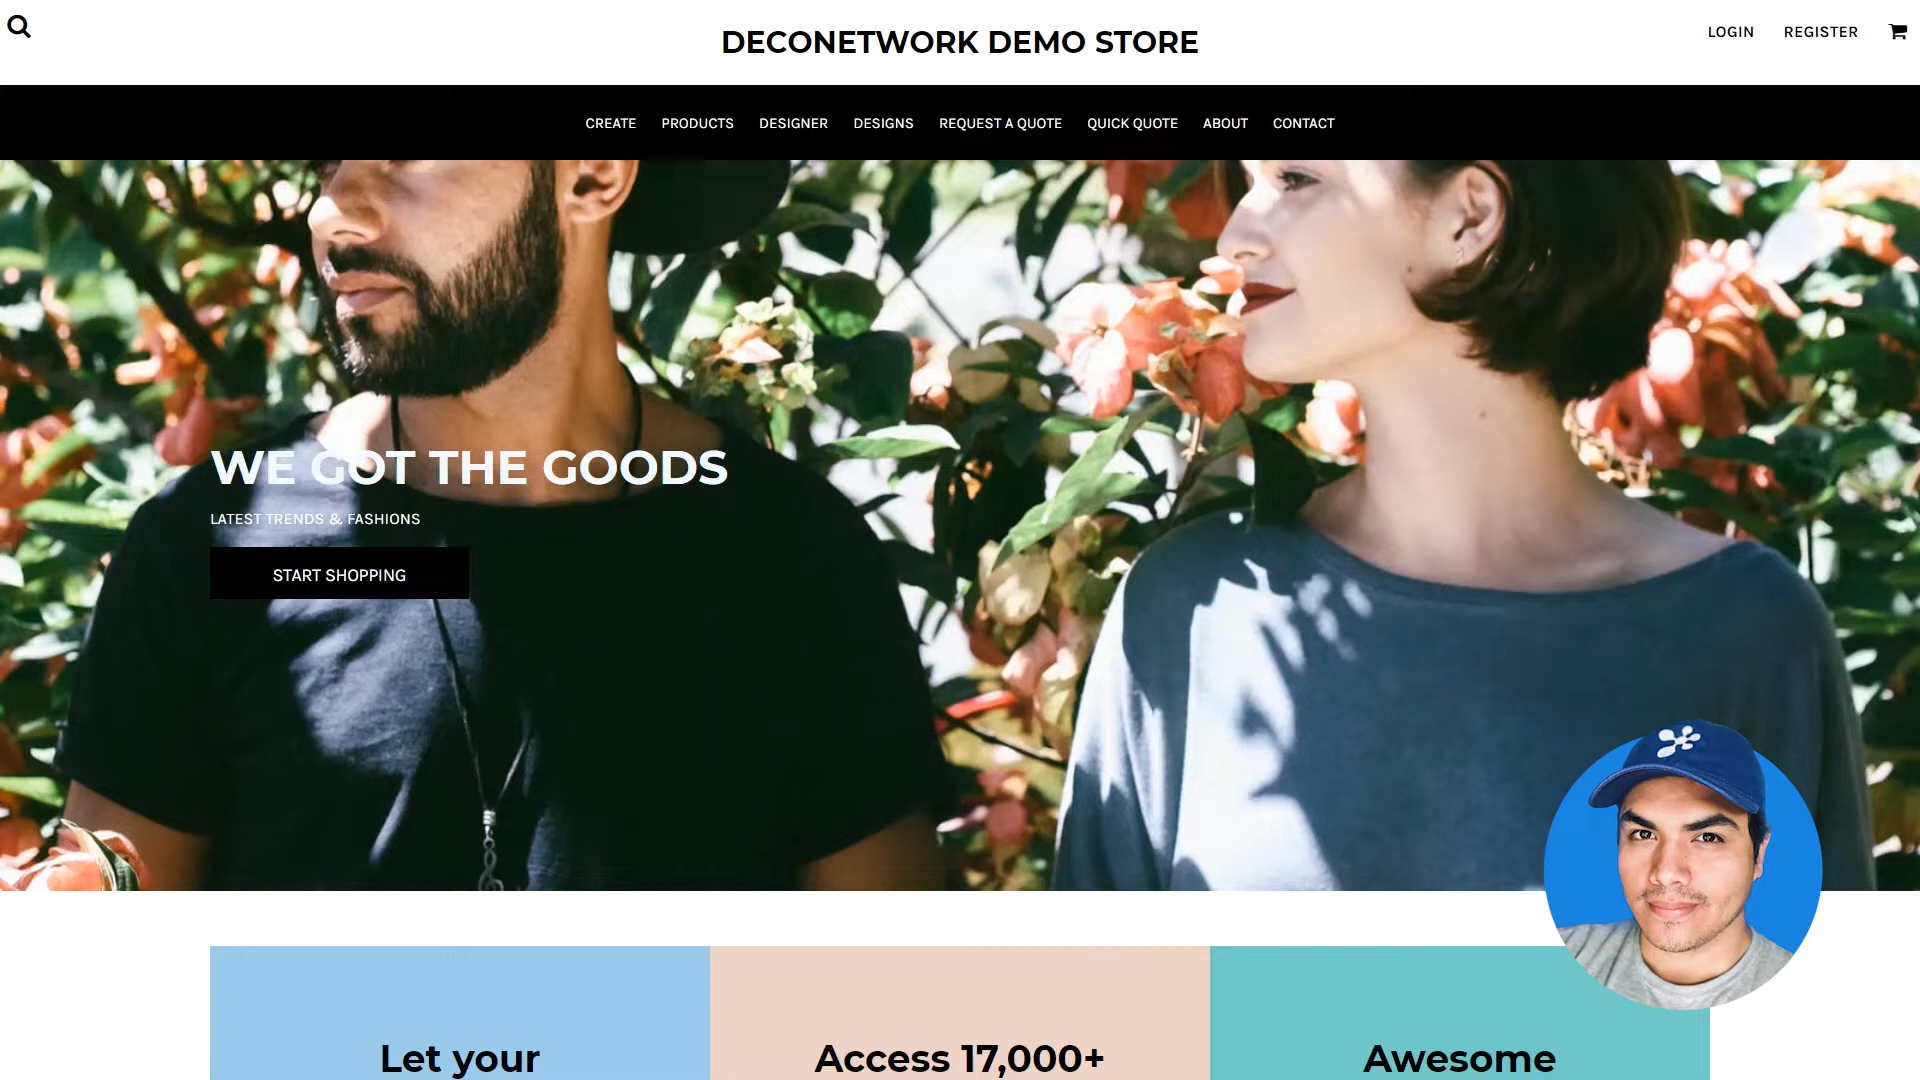 DECONETWORK DEMO STORE
LOGIN REGISTER
CREATE PRODUCTS DESIGNER DESIGNS REQUEST A QUOTE QUICK QUOTE ABOUT CONTACT
WE GOT THE GOODS
LATEST TRENDS & FASHIONS
START SHOPPING
Let your
Access 17,000+
Awesome